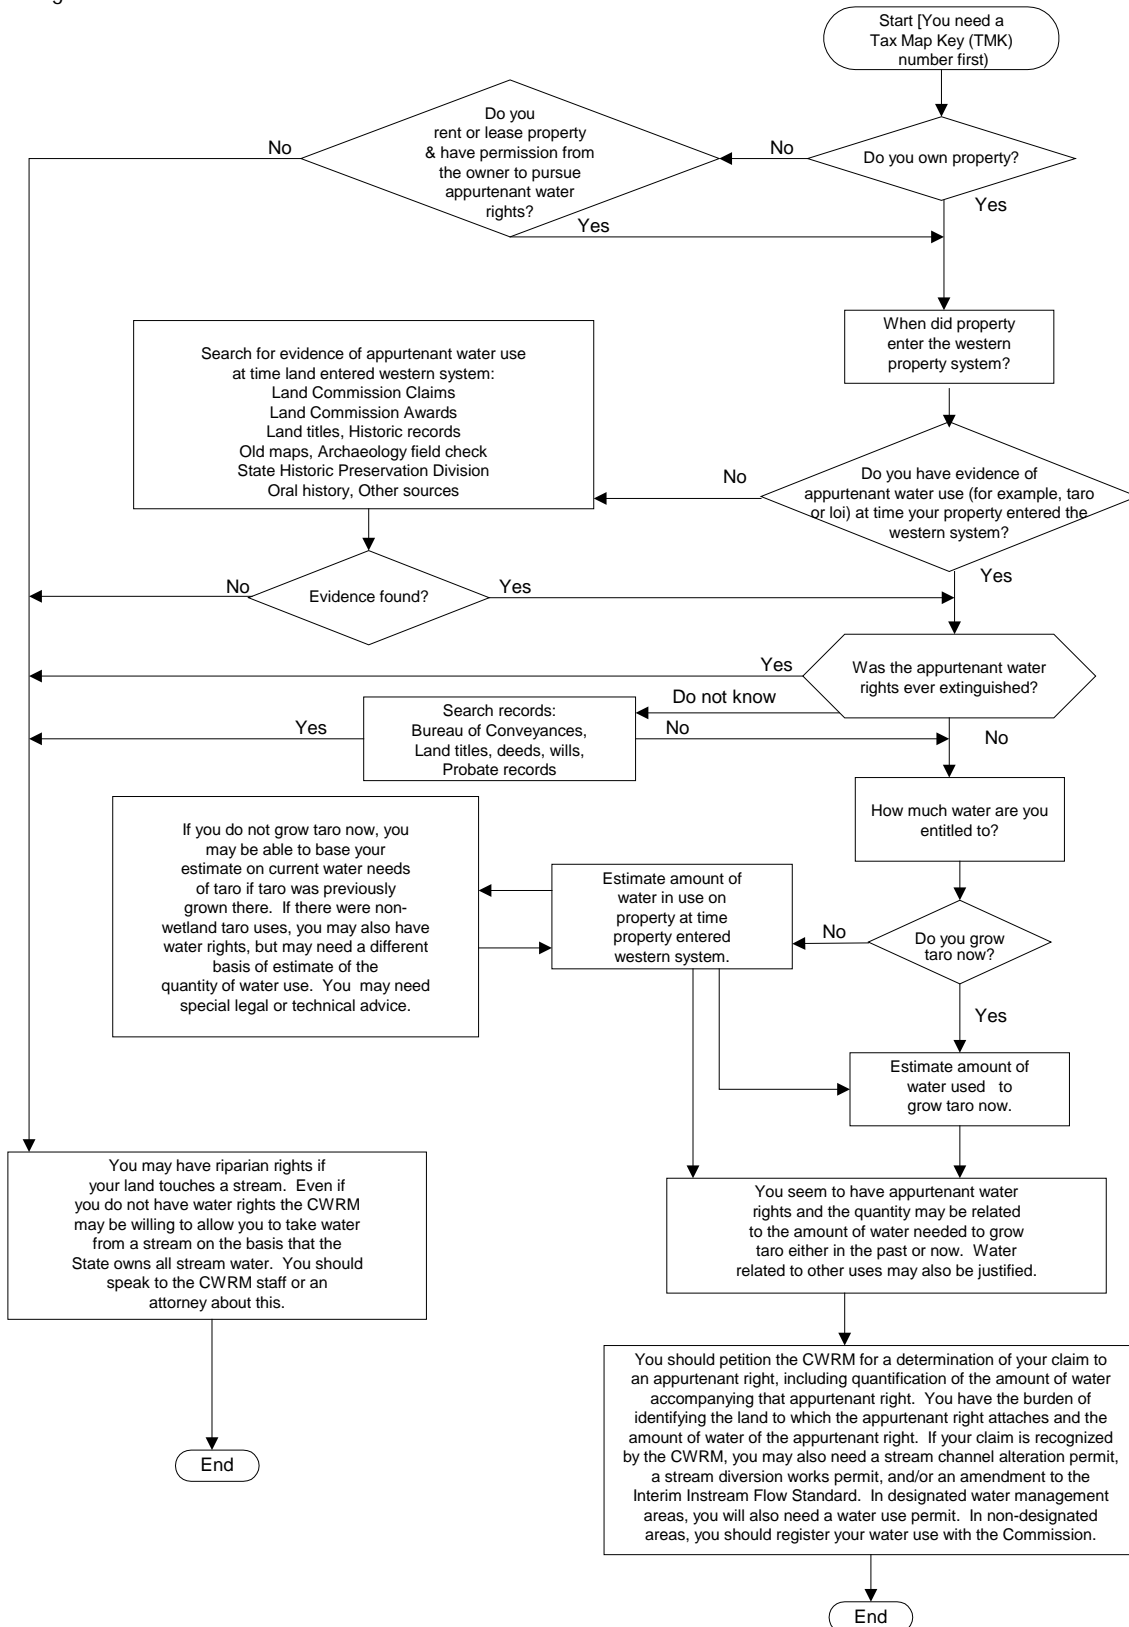 Start [You need a
Tax Map Key (TMK)
number first)
Do you own property?
No
Yes
Do you
rent or lease property
& have permission from
the owner to pursue
appurtenant water
rights?
No
Yes
When did property
enter the western
property system?
Do you have evidence of
appurtenant water use (for example, taro
or loi) at time your property entered the
western system?
No
Yes
Search for evidence of appurtenant water use
at time land entered western system:
Land Commission Claims
Land Commission Awards
Land titles, Historic records
Old maps, Archaeology field check
State Historic Preservation Division
Oral history, Other sources
Evidence found?
No
Yes
Was the appurtenant water
rights ever extinguished?
Yes
Do not know
No
Search records:
Bureau of Conveyances,
Land titles, deeds, wills,
Probate records
Yes
No
How much water are you
entitled to?
Do you grow
taro now?
No
Yes
Estimate amount of
water in use on
property at time
property entered
western system.
If you do not grow taro now, you
may be able to base your
estimate on current water needs
of taro if taro was previously
grown there. If there were non-
wetland taro uses, you may also have
water rights, but may need a different
basis of estimate of the
quantity of water use. You may need
special legal or technical advice.
Estimate amount of
water used to
grow taro now.
You may have riparian rights if
your land touches a stream. Even if
you do not have water rights the CWRM
may be willing to allow you to take water
from a stream on the basis that the
State owns all stream water. You should
speak to the CWRM staff or an
attorney about this.
End
You seem to have appurtenant water
rights and the quantity may be related
to the amount of water needed to grow
taro either in the past or now. Water
related to other uses may also be justified.
You should petition the CWRM for a determination of your claim to
an appurtenant right, including quantification of the amount of water
accompanying that appurtenant right. You have the burden of
identifying the land to which the appurtenant right attaches and the
amount of water of the appurtenant right. If your claim is recognized
by the CWRM, you may also need a stream channel alteration permit,
a stream diversion works permit, and/or an amendment to the
Interim Instream Flow Standard. In designated water management
areas, you will also need a water use permit. In non-designated
areas, you should register your water use with the Commission.
End